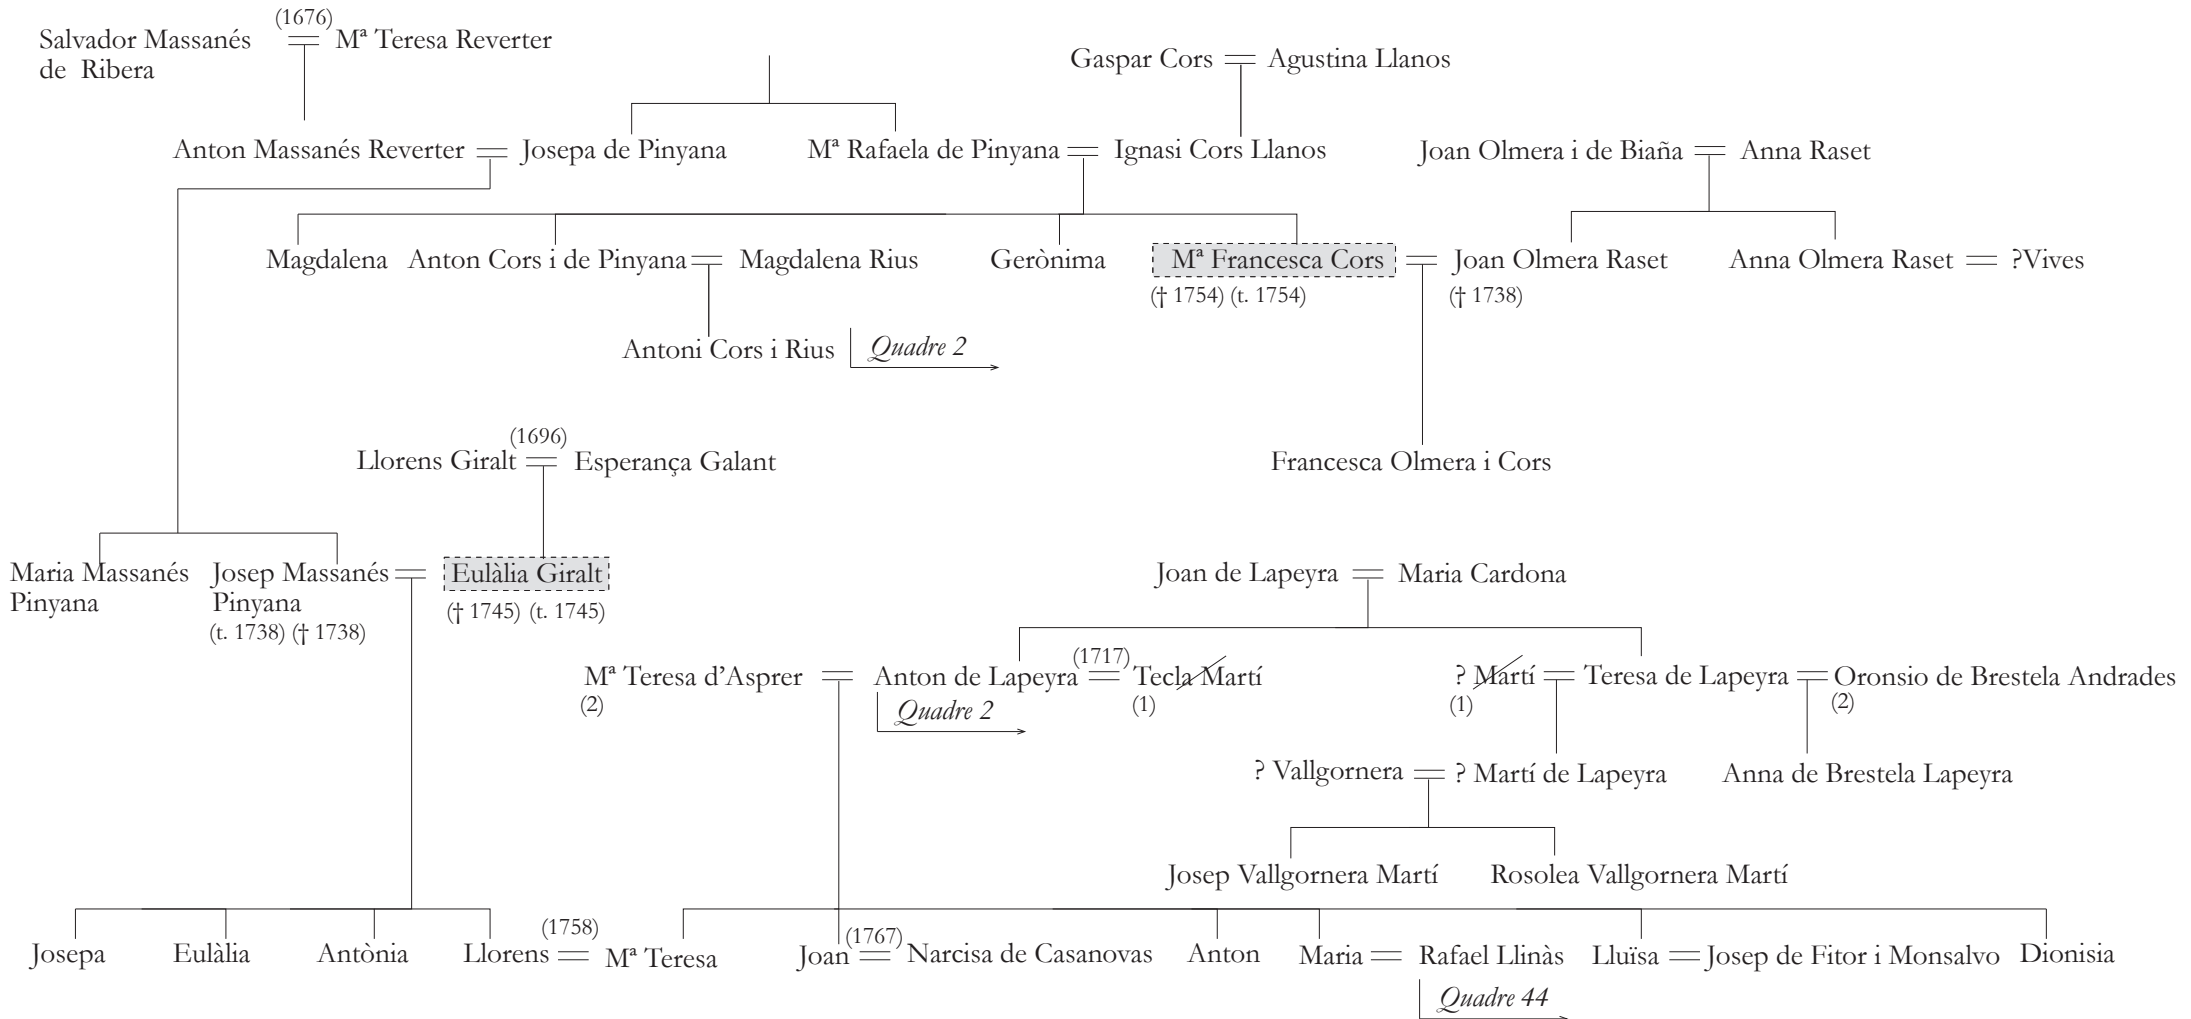 (1676)
Salvador Massanés Mª Teresa Reverter
de Ribera
Gaspar Cors Agustina Llanos
Anton Massanés Reverter Josepa de Pinyana Mª Rafaela de Pinyana Ignasi Cors Llanos Joan Olmera i de Biaña Anna Raset
Magdalena Anton Cors i de Pinyana Magdalena Rius Gerònima Mª Francesca Cors Joan Olmera Raset Anna Olmera Raset ?Vives
(† 1754) (t. 1754) († 1738)
Antoni Cors i Rius Quadre 2
(1696)
Llorens Giralt Esperança Galant Francesca Olmera i Cors
Maria Massanés Josep Massanés Eulàlia Giralt Joan de Lapeyra Maria Cardona
Pinyana Pinyana († 1745) (t. 1745)
(t. 1738) († 1738)
(1717)
Mª Teresa d’Asprer Anton de Lapeyra Tecla Martí ? Martí Teresa de Lapeyra Oronsio de Brestela Andrades
(2) (1) (1) (2)
Quadre 2
? Vallgornera ? Martí de Lapeyra Anna de Brestela Lapeyra
Josep Vallgornera Martí Rosolea Vallgornera Martí
(1758) (1767)
Josepa Eulàlia Antònia Llorens Mª Teresa Joan Narcisa de Casanovas Anton Maria Rafael Llinàs Lluïsa Josep de Fitor i Monsalvo Dionisia
Quadre 44